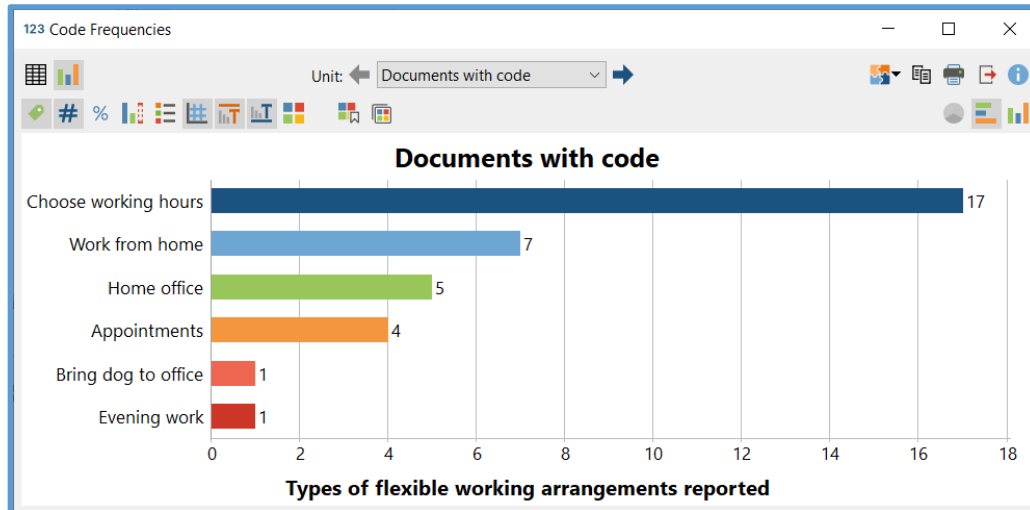 123 Code Frequencies
Unit: Documents with code
# %
Documents with code
Choose working hours 17
Work from home 7
Home office 5
Appointments 4
Bring dog to office 1
Evening work 1
0 2 4 6 8 10 12 14 16 18
Types of flexible working arrangements reported